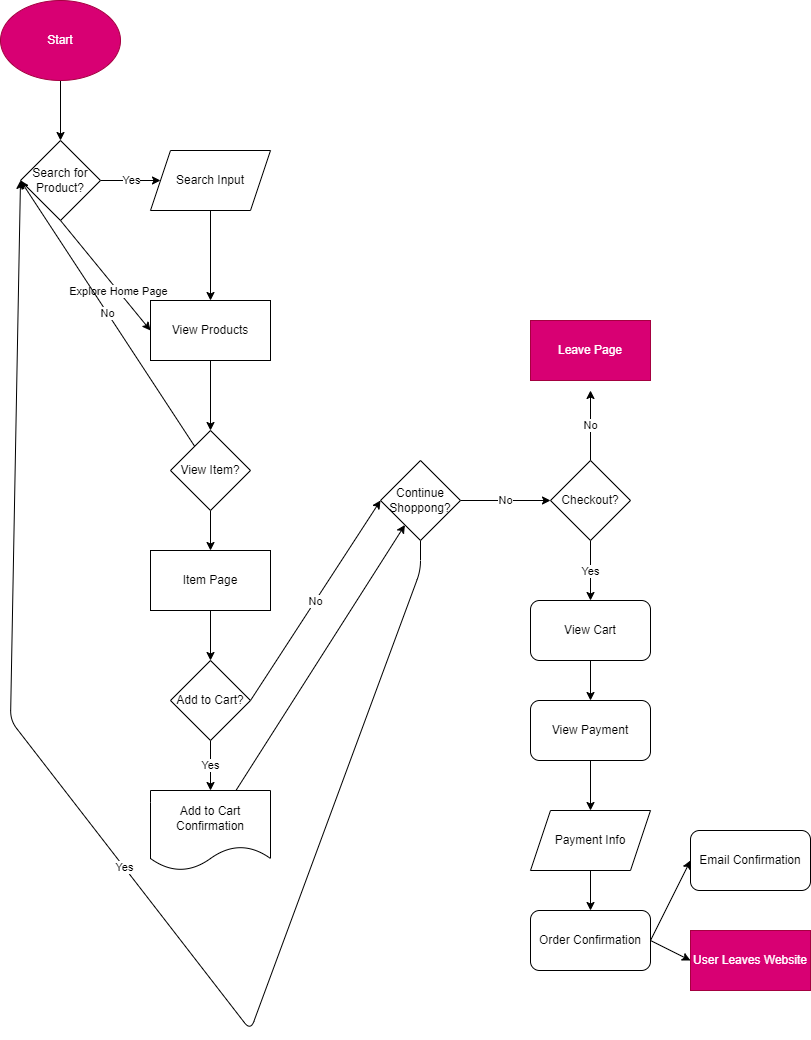 Start
Search for
Product?
Yes
Search Input
Explore Home Page
No
View Products
Leave Page
No
View Item?
Continue
Shoppong?
No
Checkout?
Yes
Item Page
No
View Cart
Add to Cart?
View Payment
Yes
Add to Cart
Confirmation
Payment Info
Yes
Email Confirmation
Order Confirmation
User Leaves Website